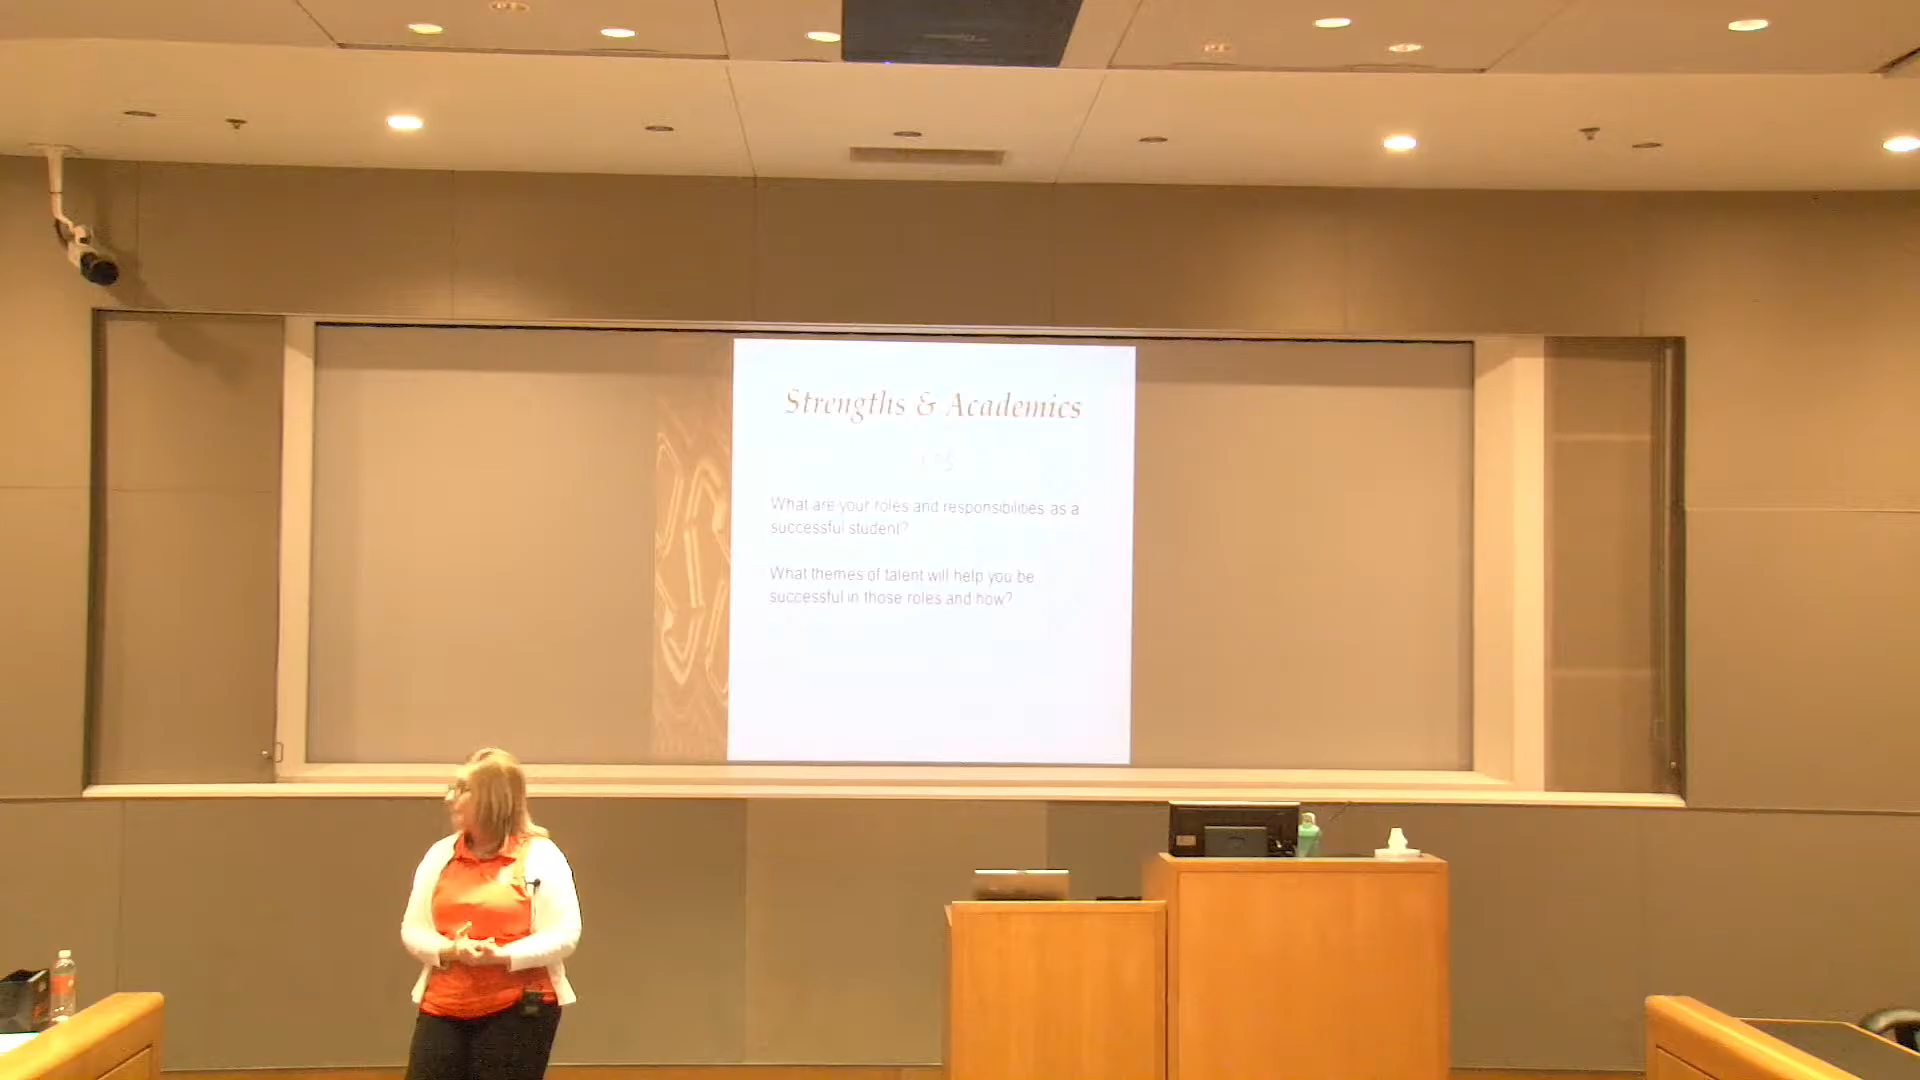 Strengths & Academics
What are your roles and responsibilities as a
successful student?
What themes of talent will help you be
successful in those roles and how?